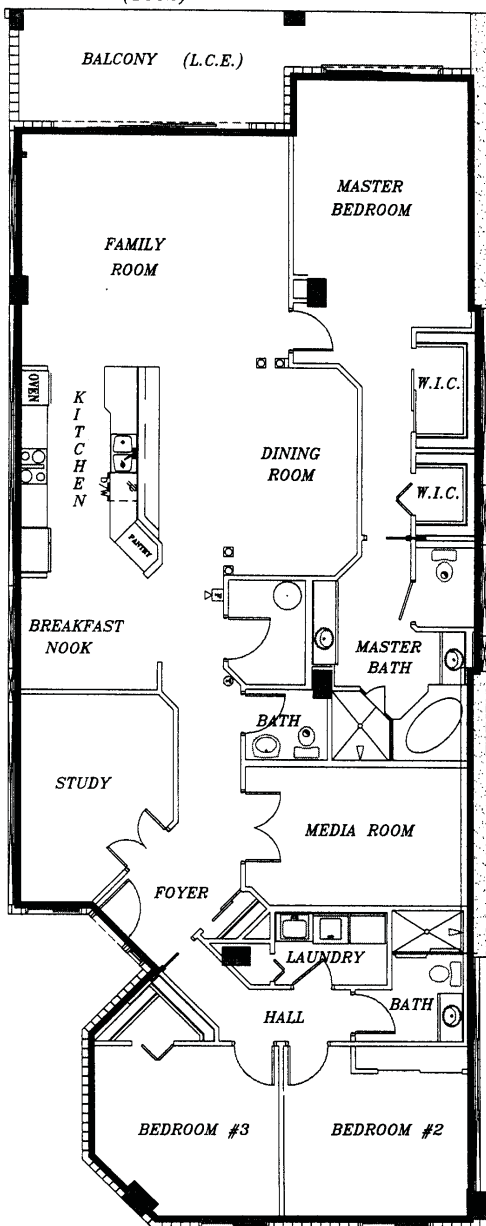 BALCONY (L.C.E.)
MASTER
BEDROOM
FAMILY
ROOM
OVEN
KITCHEN
W.I.C.
DINING
ROOM
W.I.C.
D/W
PANTRY
BREAKFAST
NOOK
MASTER
BATH
BATH
STUDY
MEDIA ROOM
FOYER
LAUNDRY
BATH
HALL
BEDROOM #3
BEDROOM #2